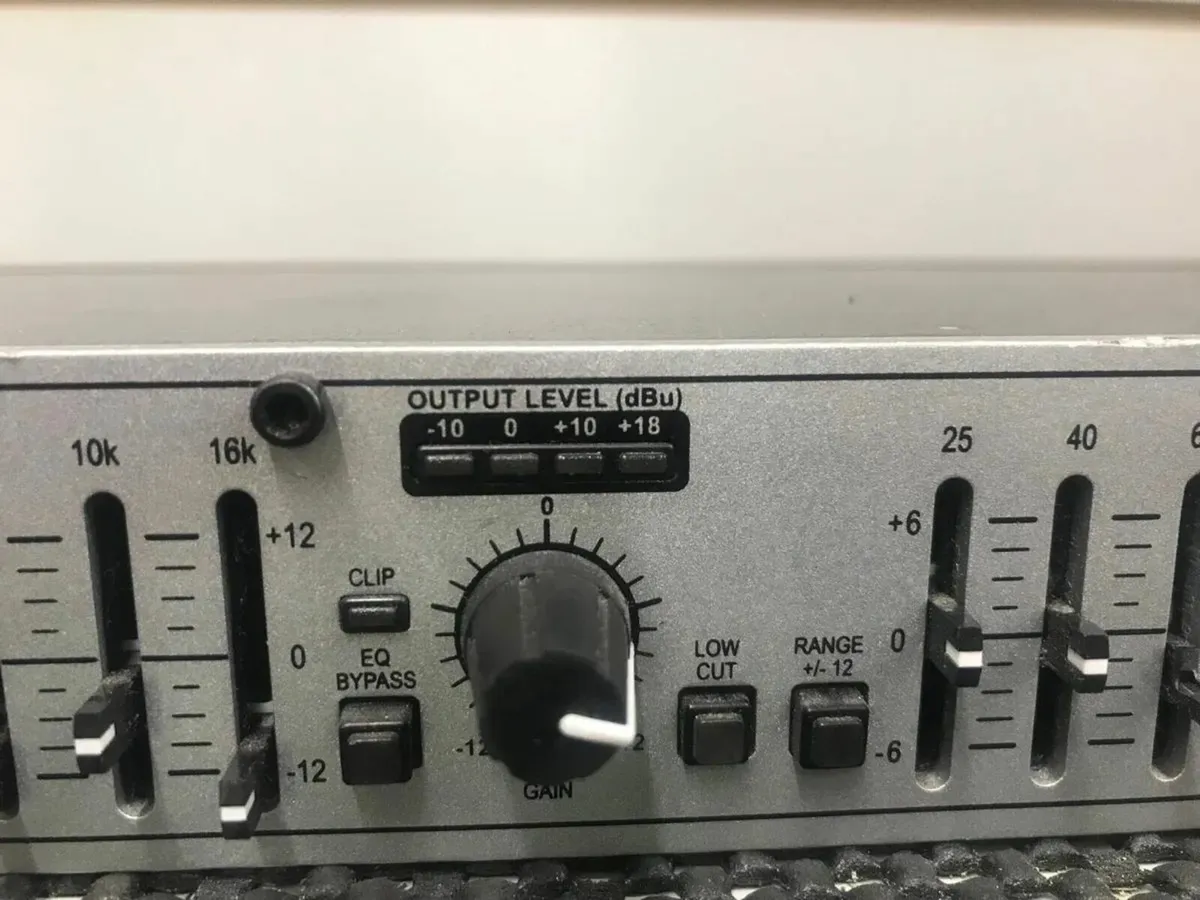 10k
16k
+12
0
-12
OUTPUT LEVEL (dBu)
-10 0 +10 +18
0
CLIP
EQ
BYPASS
GAIN
LOW
CUT
RANGE
+/- 12
25
40
+6
0
-6